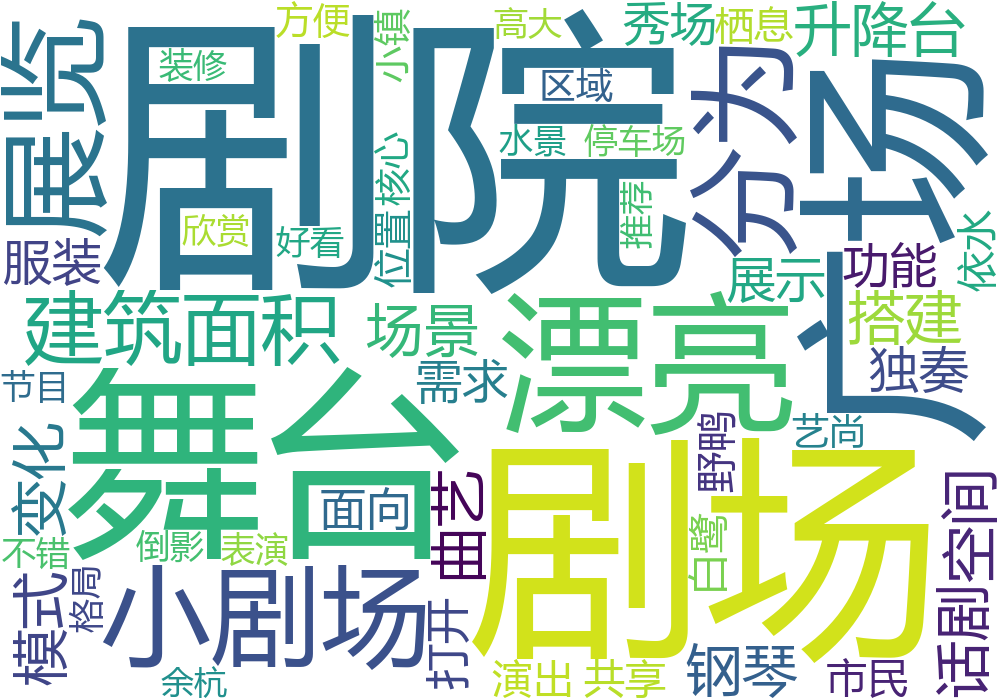 剧院
方便
小镇
高大
秀场
栖息
升降台
展览
装修
区域
分为
广场
水景
停车场
核心
欣赏
好看
位置
推荐
依水
服装
展示
功能
建筑面积
场景
漂亮
搭建
需求
独奏
节目
舞台
剧场
野鸭
艺尚
变化
面向
曲艺
话剧空间
不错
倒影
表演
白鹭
模式
格局
小剧场
打开
余杭
演出
共享
钢琴
市民